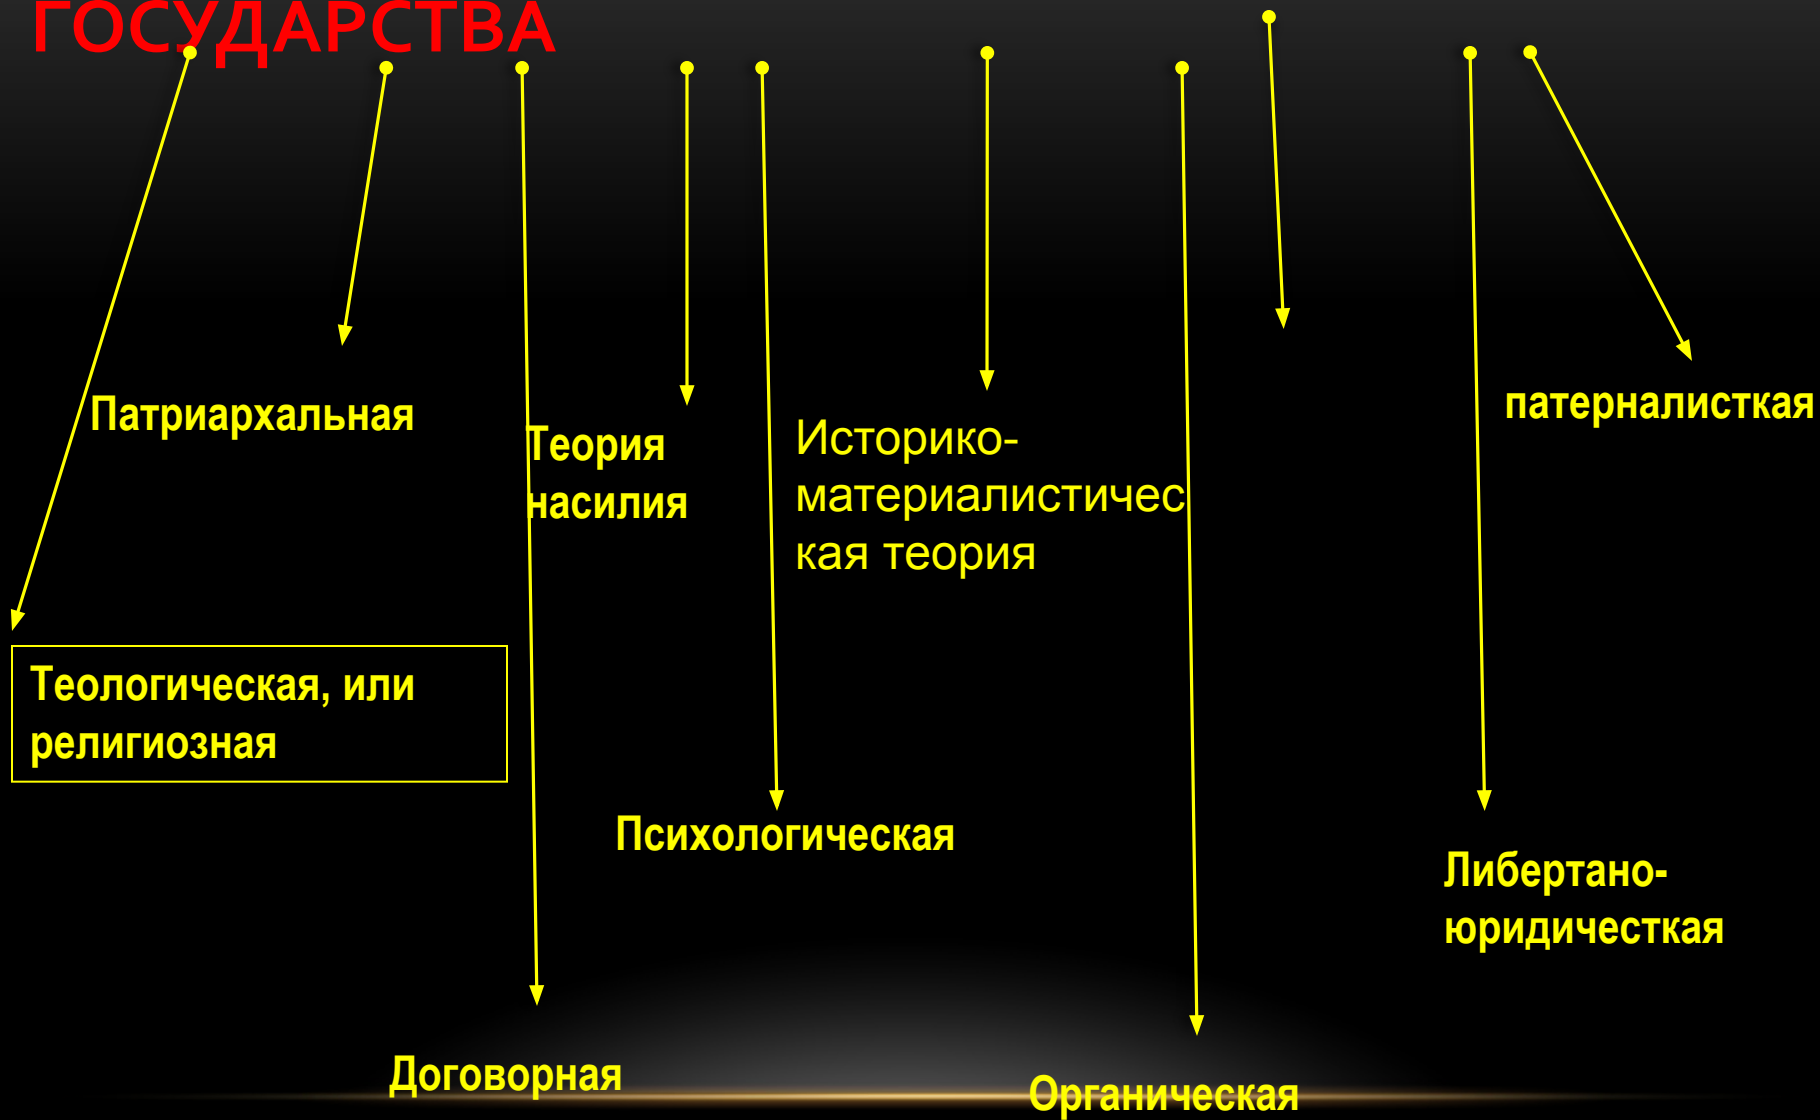 ГОСУДАРСТВА
Патриархальная
Теория
насилия
Историко-
материалистичес
кая теория
патерналисткая
Теологическая, или
религиозная
Психологическая
Либертано-
юридичесткая
Договорная
Органическая